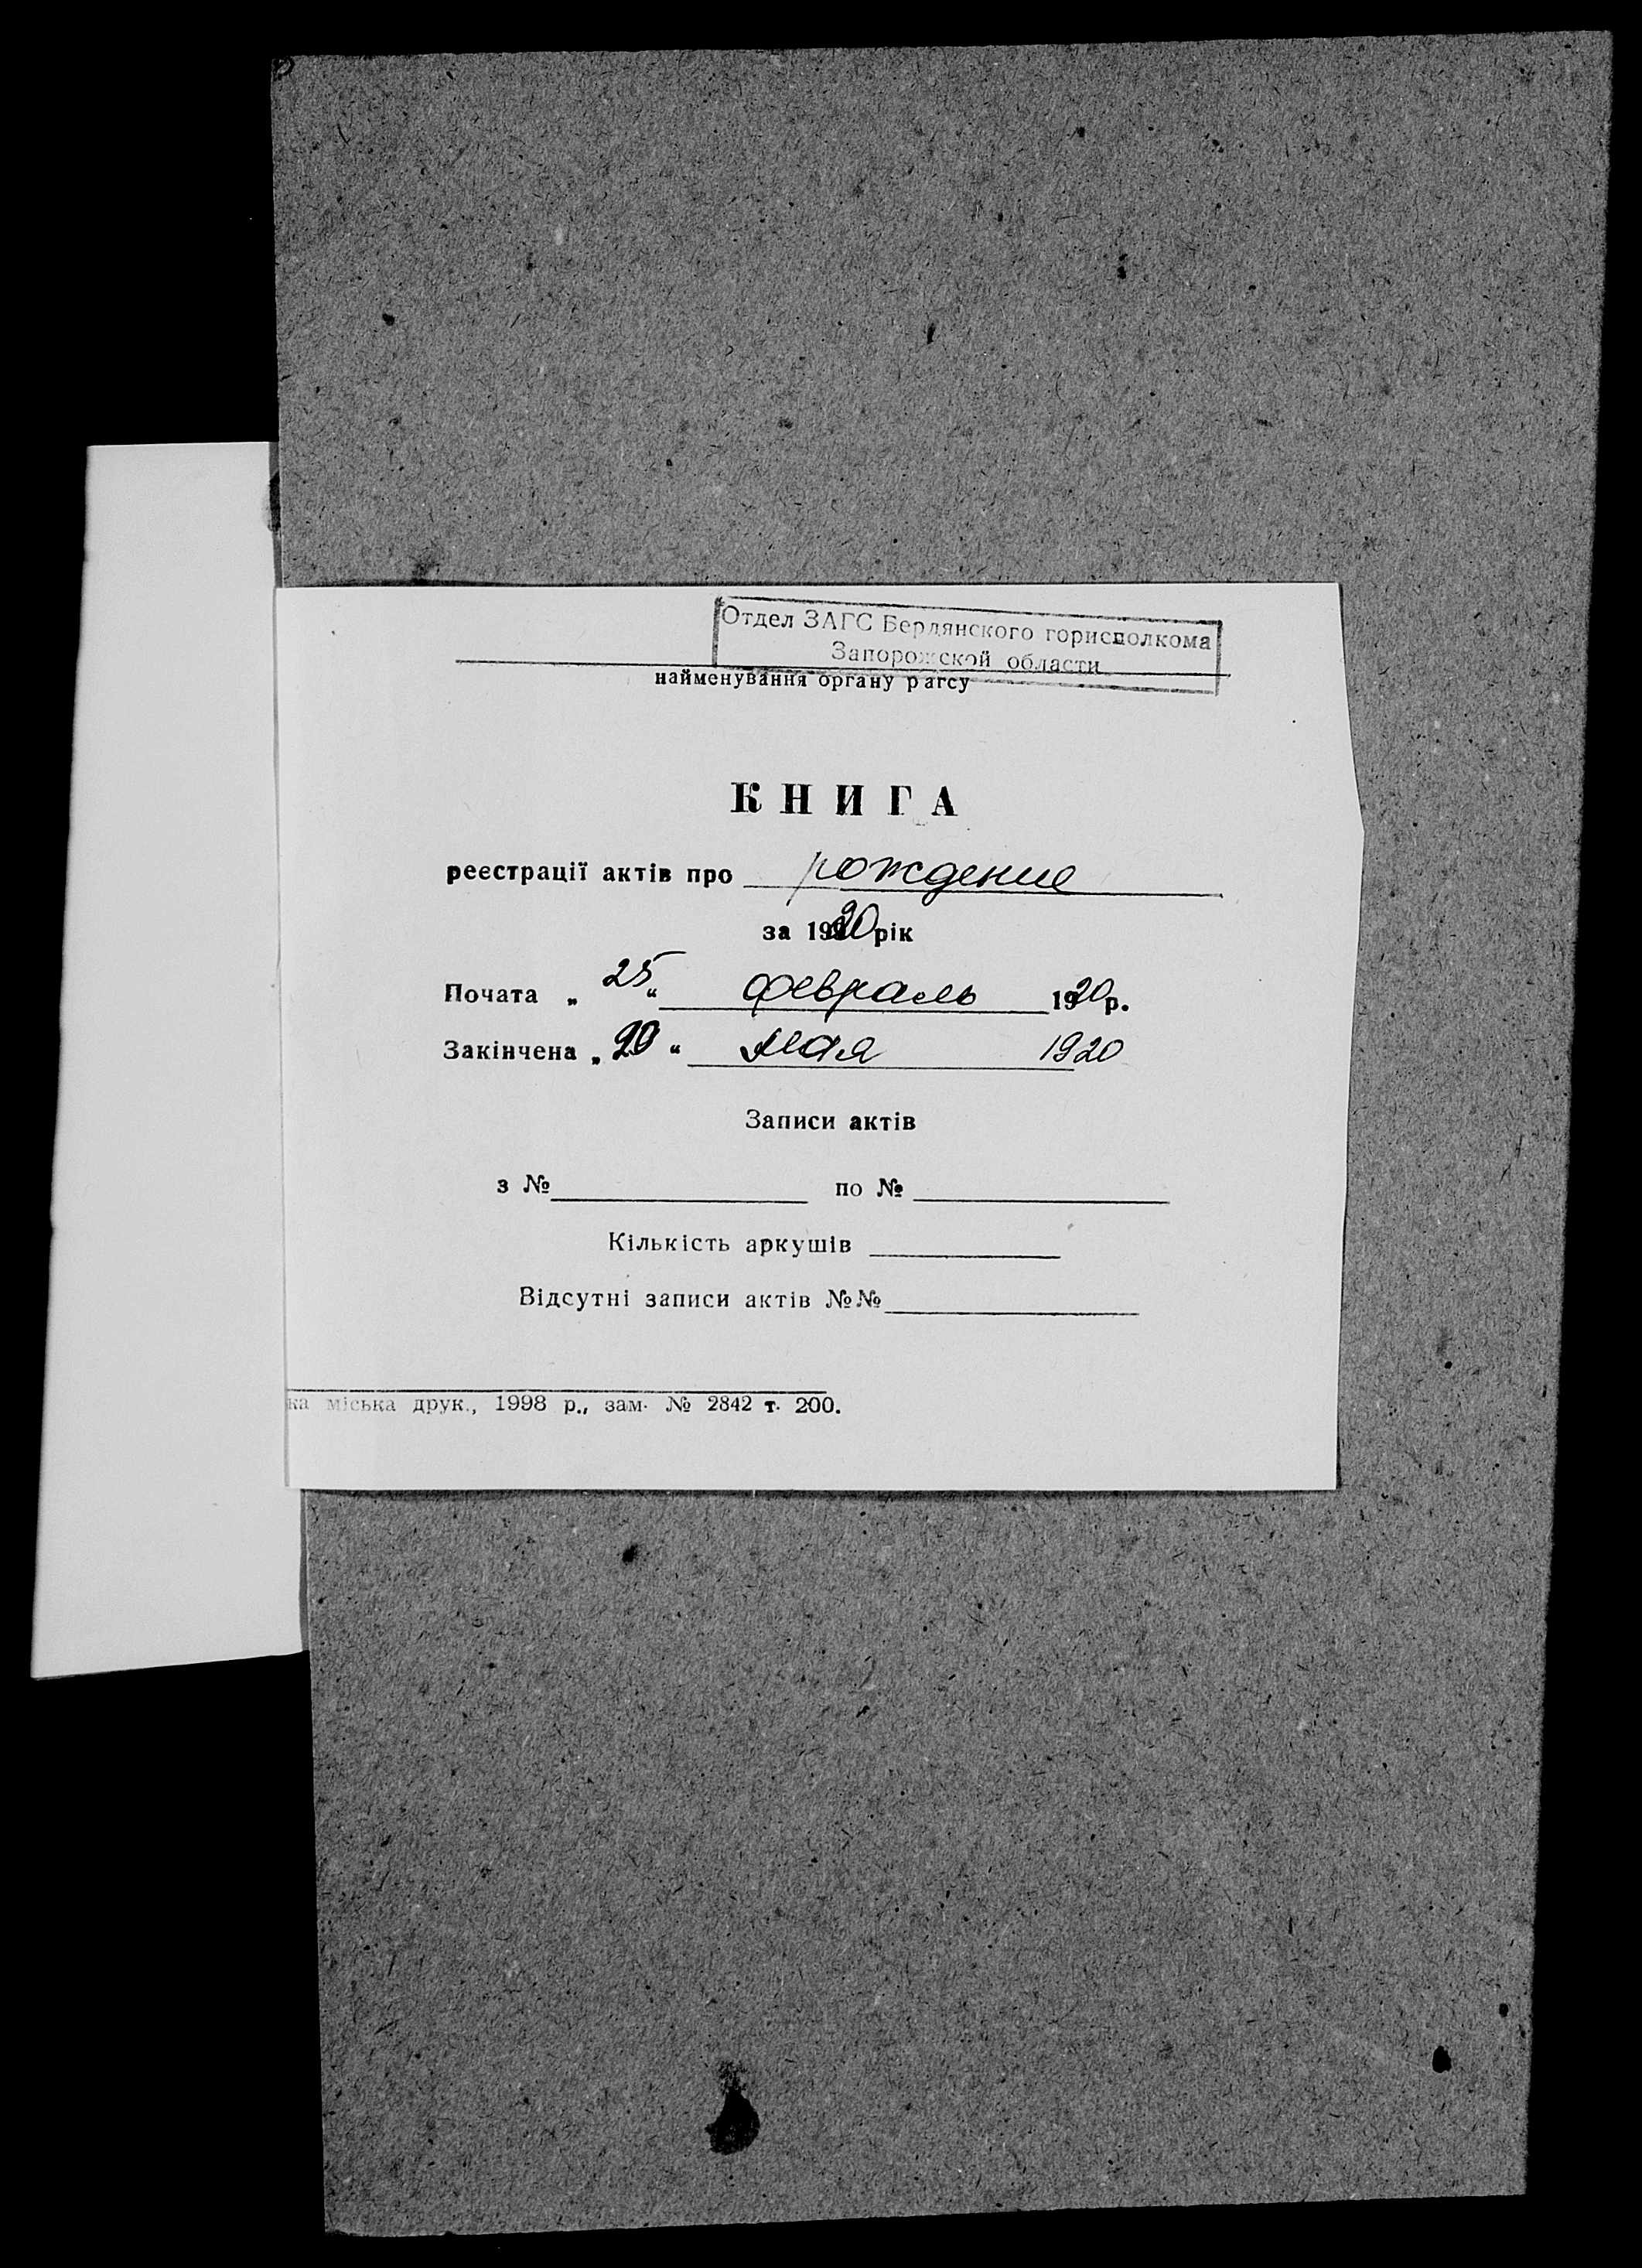 Отдел ЗАГС Бердянского горисполкома
Запорожской области
найменування органу рагсу
КНИГА
реєстрації актів про рождение
за 1920 рік
Почата „ 25 “ февраль 1920 р.
Закінчена „ “ мая 1920
Записи актів
з № по №
Кількість аркушів
Відсутні записи актів №№
ка міська друк., 1998 р., зам. № 2842 т. 200.